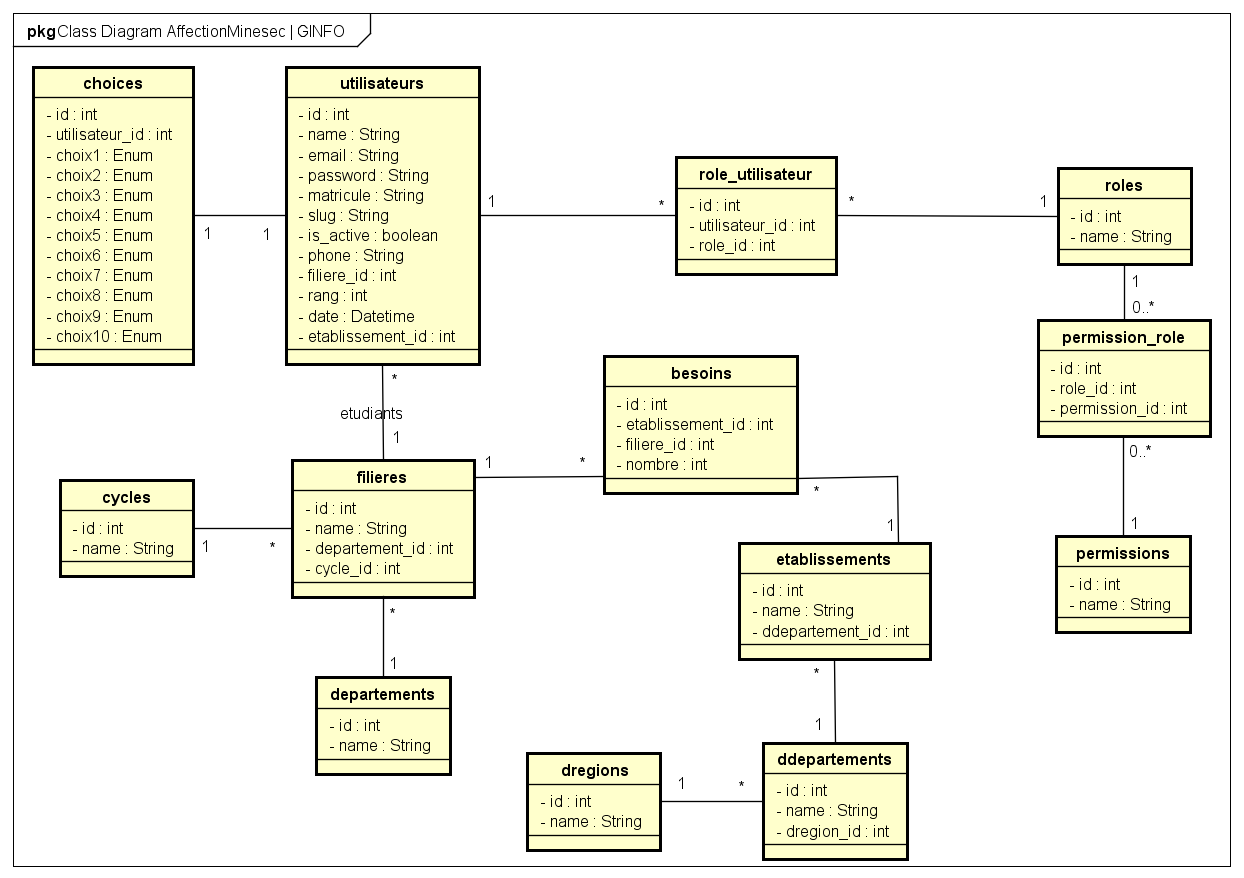 pkg Class Diagram AffectionMinesec | GINFO
choices
- id : int
- utilisateur_id : int
- choix1 : Enum
- choix2 : Enum
- choix3 : Enum
- choix4 : Enum
- choix5 : Enum
- choix6 : Enum
- choix7 : Enum
- choix8 : Enum
- choix9 : Enum
- choix10 : Enum
1
1
utilisateurs
- id : int
- name : String
- email : String
- password : String
- matricule : String
- slug : String
- is_active : boolean
- phone : String
- filiere_id : int
- rang : int
- date : Datetime
- etablissement_id : int
1
*
role_utilisateur
- id : int
- utilisateur_id : int
- role_id : int
*
1
roles
- id : int
- name : String
1
0..*
permission_role
- id : int
- role_id : int
- permission_id : int
0..*
1
permissions
- id : int
- name : String
*
etudiants
1
besoins
- id : int
- etablissement_id : int
- filiere_id : int
- nombre : int
cycles
- id : int
- name : String
1
*
filieres
- id : int
- name : String
- departement_id : int
- cycle_id : int
1
*
*
1
etablissements
- id : int
- name : String
- ddepartement_id : int
*
1
departements
- id : int
- name : String
*
1
dregions
- id : int
- name : String
1
*
ddepartements
- id : int
- name : String
- dregion_id : int